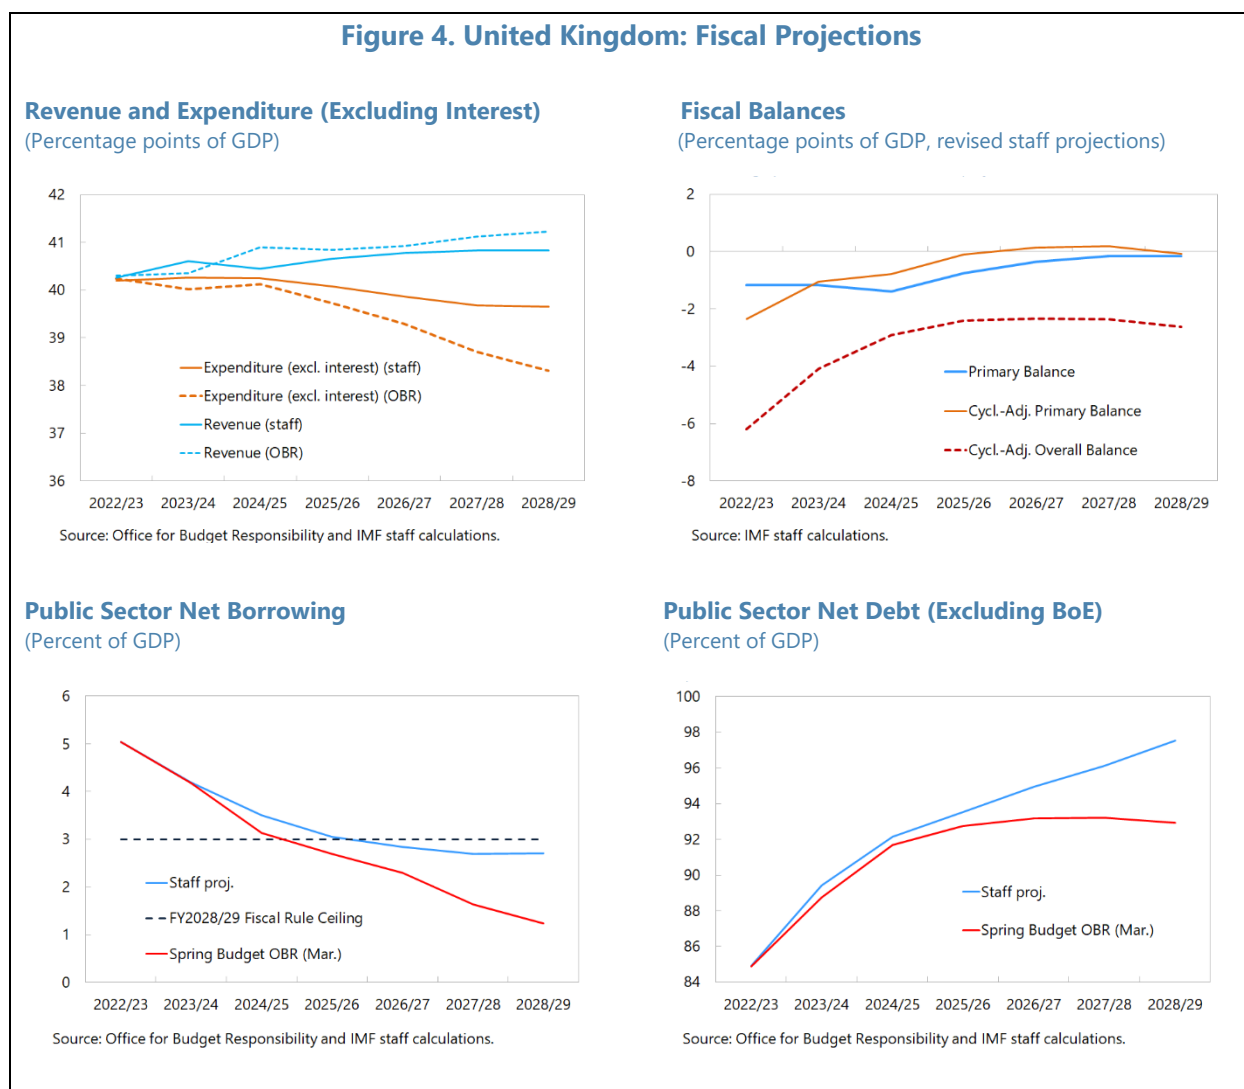 Figure 4. United Kingdom: Fiscal Projections
Revenue and Expenditure (Excluding Interest)
(Percentage points of GDP)
42
41
40
39
38
37
36
Expenditure (excl. interest) (staff)
Expenditure (excl. interest) (OBR)
Revenue (staff)
Revenue (OBR)
2022/23 2023/24 2024/25 2025/26 2026/27 2027/28 2028/29
Source: Office for Budget Responsibility and IMF staff calculations.
Fiscal Balances
(Percentage points of GDP, revised staff projections)
2
0
-2
-4
-6
-8
Primary Balance
Cycl.-Adj. Primary Balance
Cycl.-Adj. Overall Balance
2022/23 2023/24 2024/25 2025/26 2026/27 2027/28 2028/29
Source: IMF staff calculations.
Public Sector Net Borrowing
(Percent of GDP)
6
5
4
3
2
1
0
Staff proj.
FY2028/29 Fiscal Rule Ceiling
Spring Budget OBR (Mar.)
2022/23 2023/24 2024/25 2025/26 2026/27 2027/28 2028/29
Source: Office for Budget Responsibility and IMF staff calculations.
Public Sector Net Debt (Excluding BoE)
(Percent of GDP)
100
98
96
94
92
90
88
86
84
Staff proj.
Spring Budget OBR (Mar.)
2022/23 2023/24 2024/25 2025/26 2026/27 2027/28 2028/29
Source: Office for Budget Responsibility and IMF staff calculations.